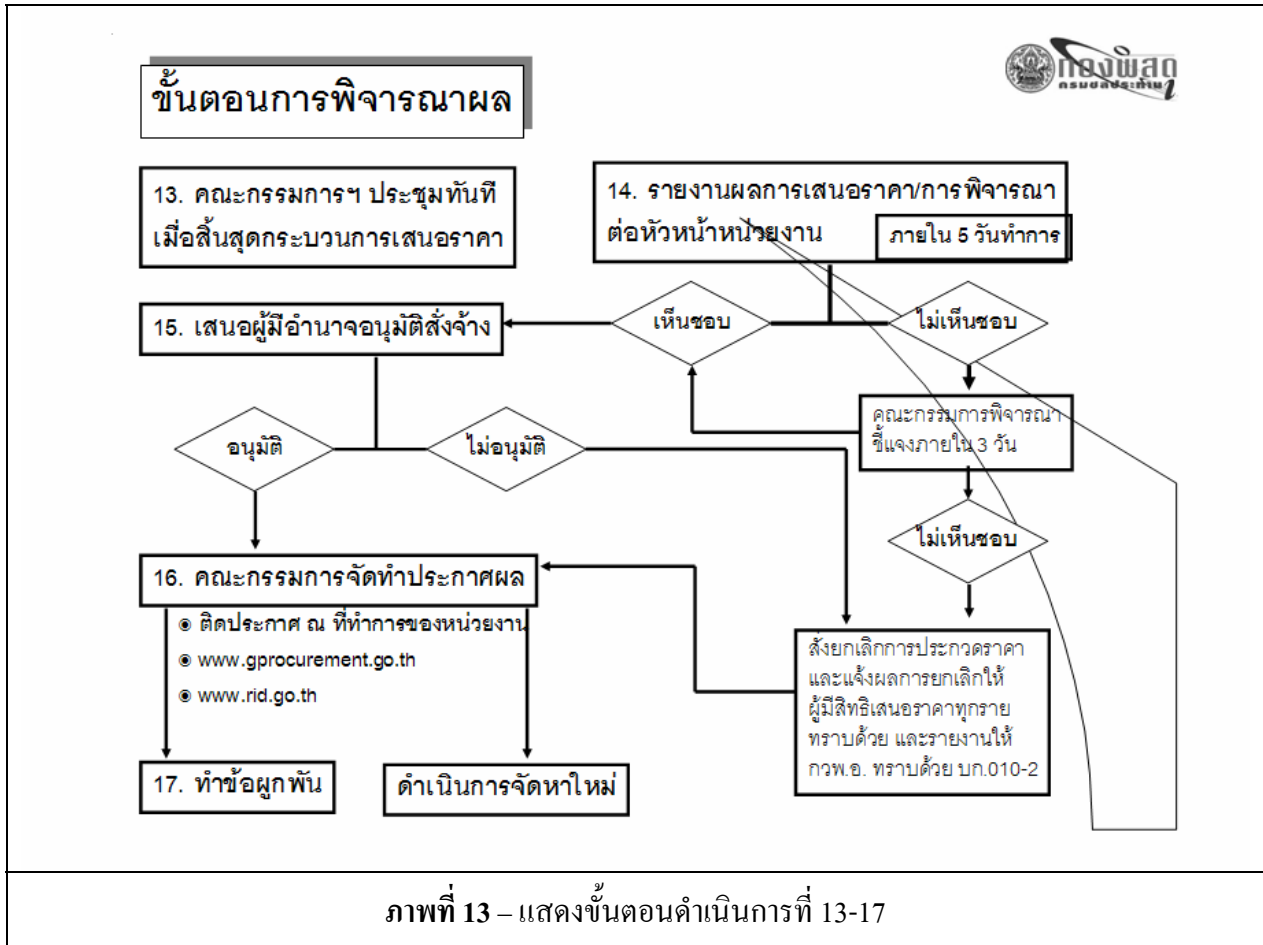 ขั้นตอนการพิจารณาผล
กองพัสดุ
กรมชลประทาน
13. คณะกรรมการฯ ประชุมทันที
เมื่อสิ้นสุดกระบวนการเสนอราคา
14. รายงานผลการเสนอราคา/การพิจารณา
ต่อหัวหน้าหน่วยงาน
ภายใน 5 วันทำการ
15. เสนอผู้มีอำนาจอนุมัติสั่งจ้าง
เห็นชอบ
ไม่เห็นชอบ
คณะกรรมการพิจารณา
ชี้แจงภายใน 3 วัน
อนุมัติ
ไม่อนุมัติ
ไม่เห็นชอบ
16. คณะกรรมการจัดทำประกาศผล
◉ ติดประกาศ ณ ที่ทำการของหน่วยงาน
◉ www.gprocurement.go.th
◉ www.rid.go.th
สั่งยกเลิกการประกวดราคา
และแจ้งผลการยกเลิกให้
ผู้มีสิทธิเสนอราคาทุกราย
ทราบด้วย และรายงานให้
กวพ.อ. ทราบด้วย บก.010-2
17. ทำข้อผูกพัน
ดำเนินการจัดหาใหม่
ภาพที่ 13 – แสดงขั้นตอนดำเนินการที่ 13-17